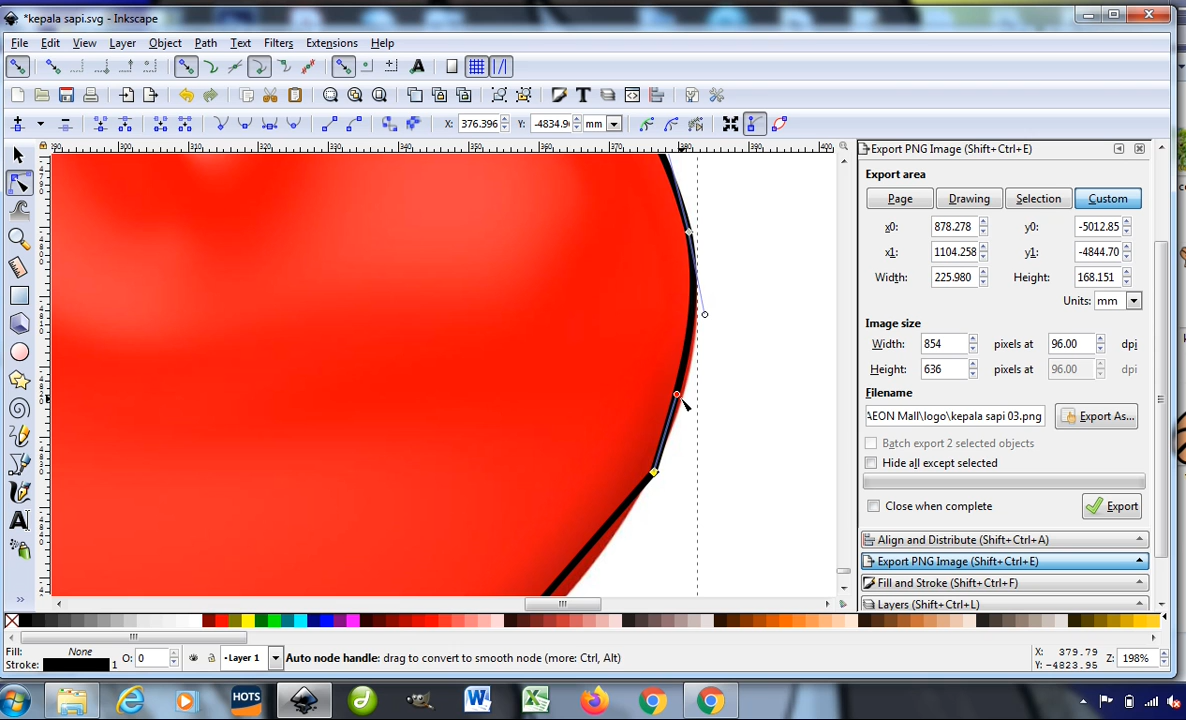 *kepala sapi.svg - Inkscape
File Edit View Layer Object Path Text Filters Extensions Help
X: 376.396 Y: -4834.96 mm
Export PNG Image (Shift+Ctrl+E)
Export area
Page Drawing Selection Custom
x0: 878.278 y0: -5012.85
x1: 1104.258 y1: -4844.70
Width: 225.980 Height: 168.151
Units: mm
Image size
Width: 854 pixels at 96.00 dpi
Height: 636 pixels at 96.00 dpi
Filename
AEON Mall\logo\kepala sapi 03.png Export As...
Batch export 2 selected objects
Hide all except selected
Close when complete Export
Align and Distribute (Shift+Ctrl+A)
Export PNG Image (Shift+Ctrl+E)
Fill and Stroke (Shift+Ctrl+F)
Layers (Shift+Ctrl+L)
Fill: None
Stroke: 1 O: 0 Layer 1 Auto node handle: drag to convert to smooth node (more: Ctrl, Alt) X: 379.79 Y: -4823.95 Z: 198%
HOTS